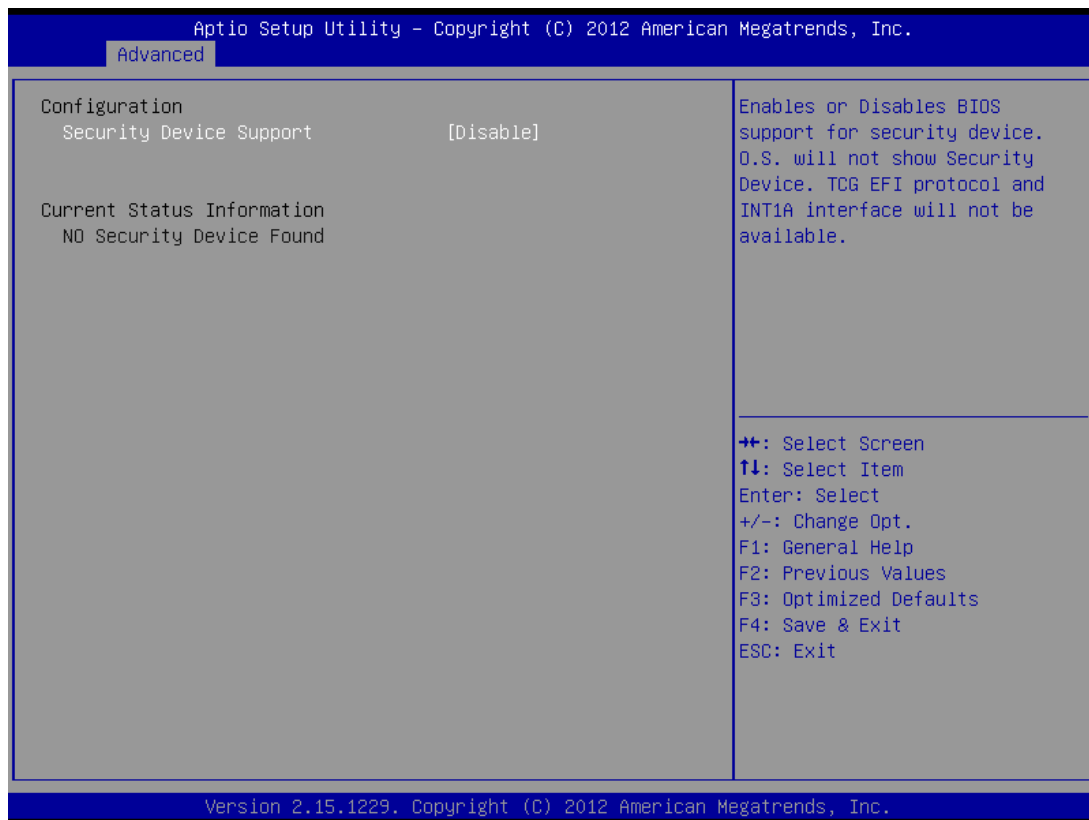 Aptio Setup Utility – Copyright (C) 2012 American Megatrends, Inc.
Advanced
Configuration
Security Device Support [Disable]
Current Status Information
NO Security Device Found
Enables or Disables BIOS
support for security device.
O.S. will not show Security
Device. TCG EFI protocol and
INT1A interface will not be
available.
→←: Select Screen
↑↓: Select Item
Enter: Select
+/-: Change Opt.
F1: General Help
F2: Previous Values
F3: Optimized Defaults
F4: Save & Exit
ESC: Exit
Version 2.15.1229. Copyright (C) 2012 American Megatrends, Inc.